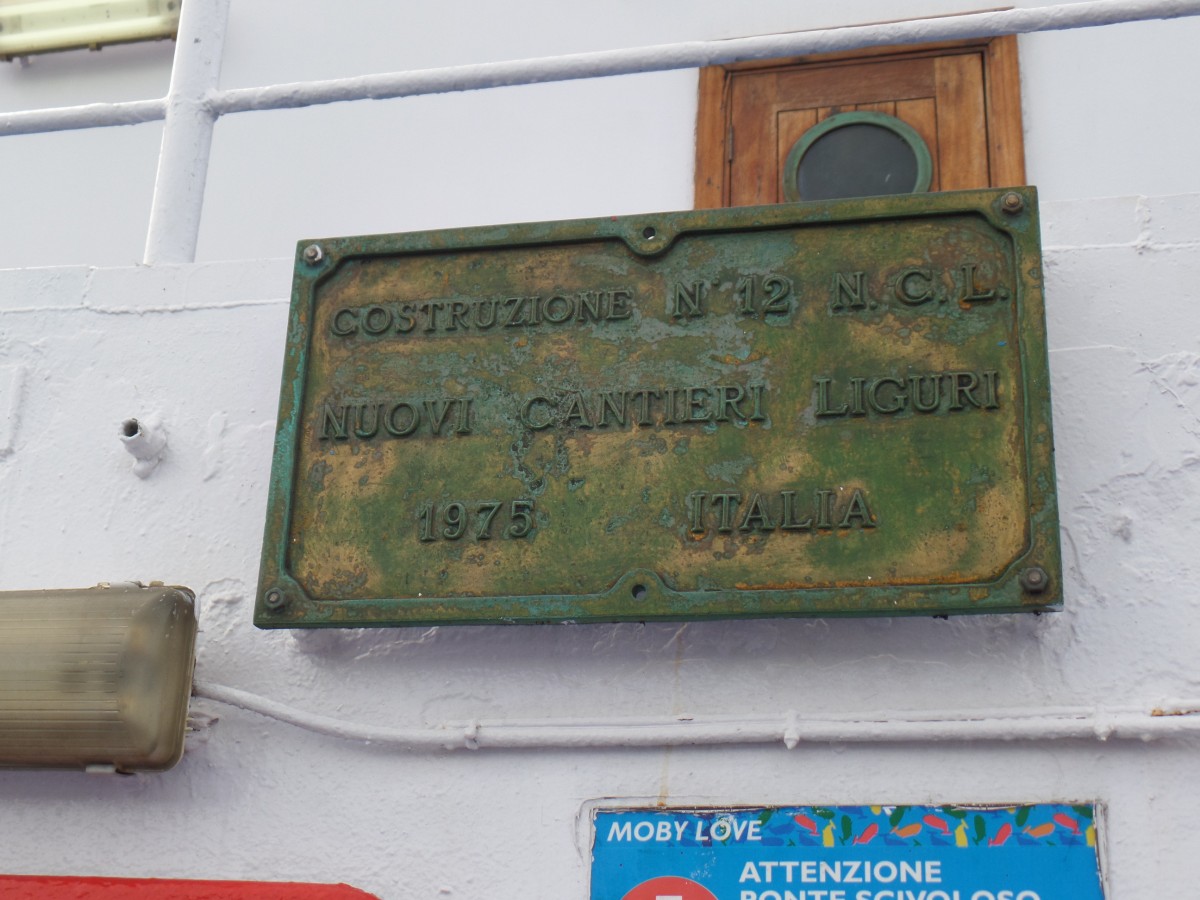 COSTRUZIONE N° 12 N. C. L.
NUOVI CANTIERI LIGURI
1975 ITALIA
MOBY LOVE
ATTENZIONE
PONTE SCIVOLOSO